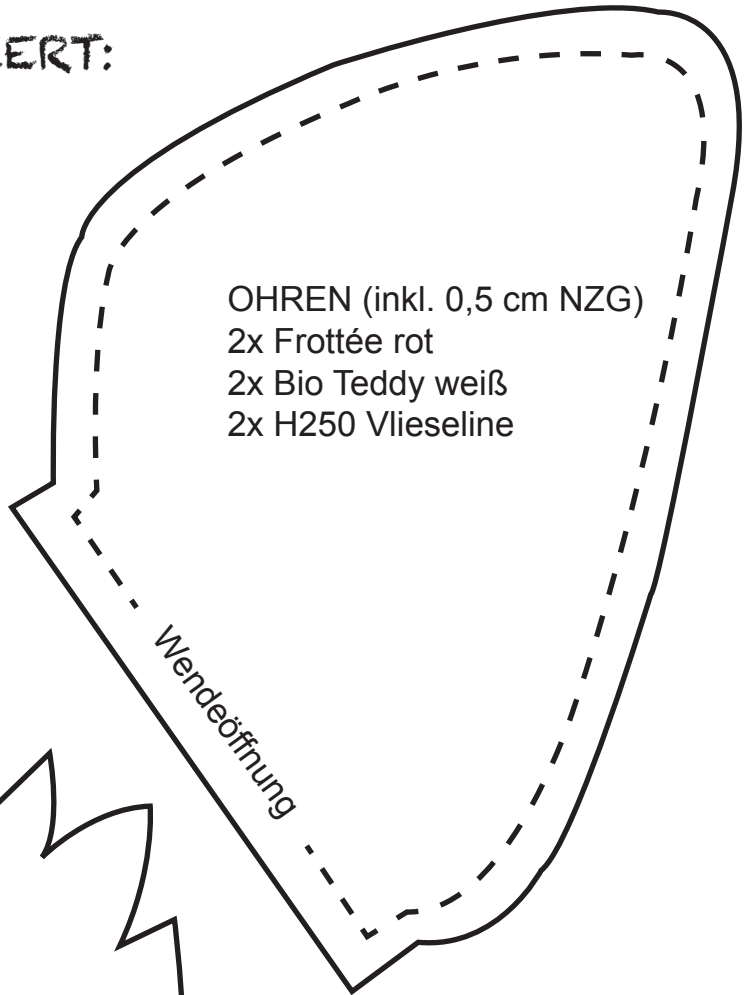 ERT:
OHREN (inkl. 0,5 cm NZG)
2x Frottée rot
2x Bio Teddy weiß
2x H250 Vlieseline
Wendeöffnung